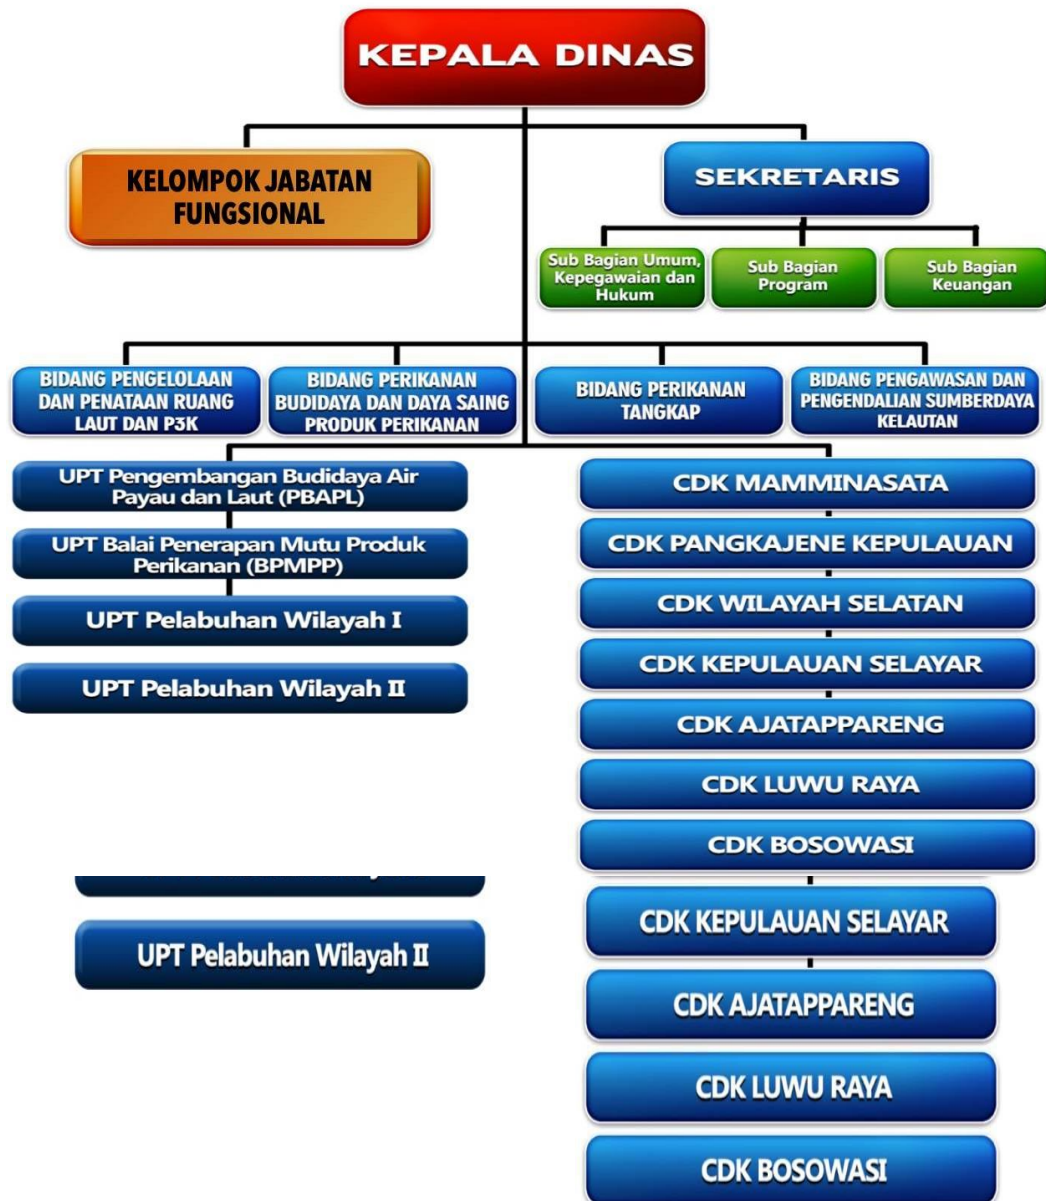 KEPALA DINAS
KELOMPOK JABATAN
FUNGSIONAL
SEKRETARIS
Sub Bagian Umum,
Kepegawaian dan
Hukum
Sub Bagian
Program
Sub Bagian
Keuangan
BIDANG PENGELOLAAN
DAN PENATAAN RUANG
LAUT DAN P3K
BIDANG PERIKANAN
BUDIDAYA DAN DAYA SAING
PRODUK PERIKANAN
BIDANG PERIKANAN
TANGKAP
BIDANG PENGAWASAN DAN
PENGENDALIAN SUMBERDAYA
KELAUTAN
UPT Pengembangan Budidaya Air
Payau dan Laut (PBAPL)
UPT Balai Penerapan Mutu Produk
Perikanan (BPMPP)
UPT Pelabuhan Wilayah I
UPT Pelabuhan Wilayah II
CDK MAMMINASATA
CDK PANGKAJENE KEPULAUAN
CDK WILAYAH SELATAN
CDK KEPULAUAN SELAYAR
CDK AJATAPPARENG
CDK LUWU RAYA
CDK BOSOWASI
UPT Pelabuhan Wilayah II
CDK KEPULAUAN SELAYAR
CDK AJATAPPARENG
CDK LUWU RAYA
CDK BOSOWASI